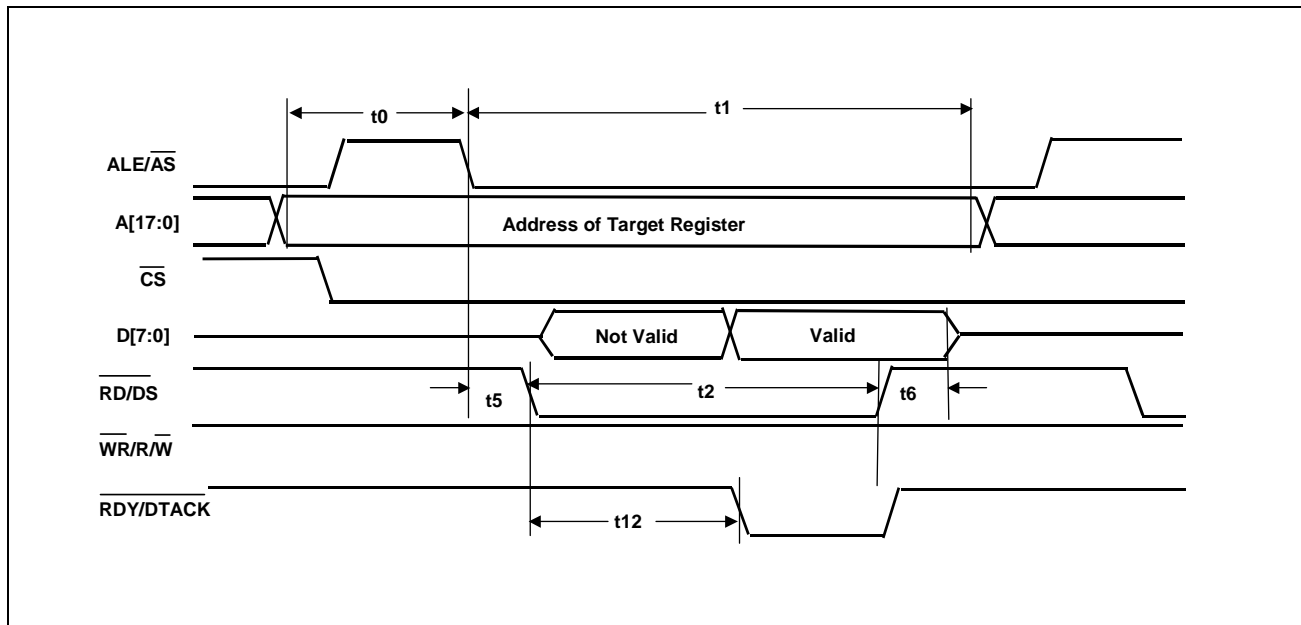 t0
t1
ALE/AS
A[17:0]
Address of Target Register
CS
D[7:0]
Not Valid
Valid
RD/DS
t5
t2
t6
WR/R/W
RDY/DTACK
t12